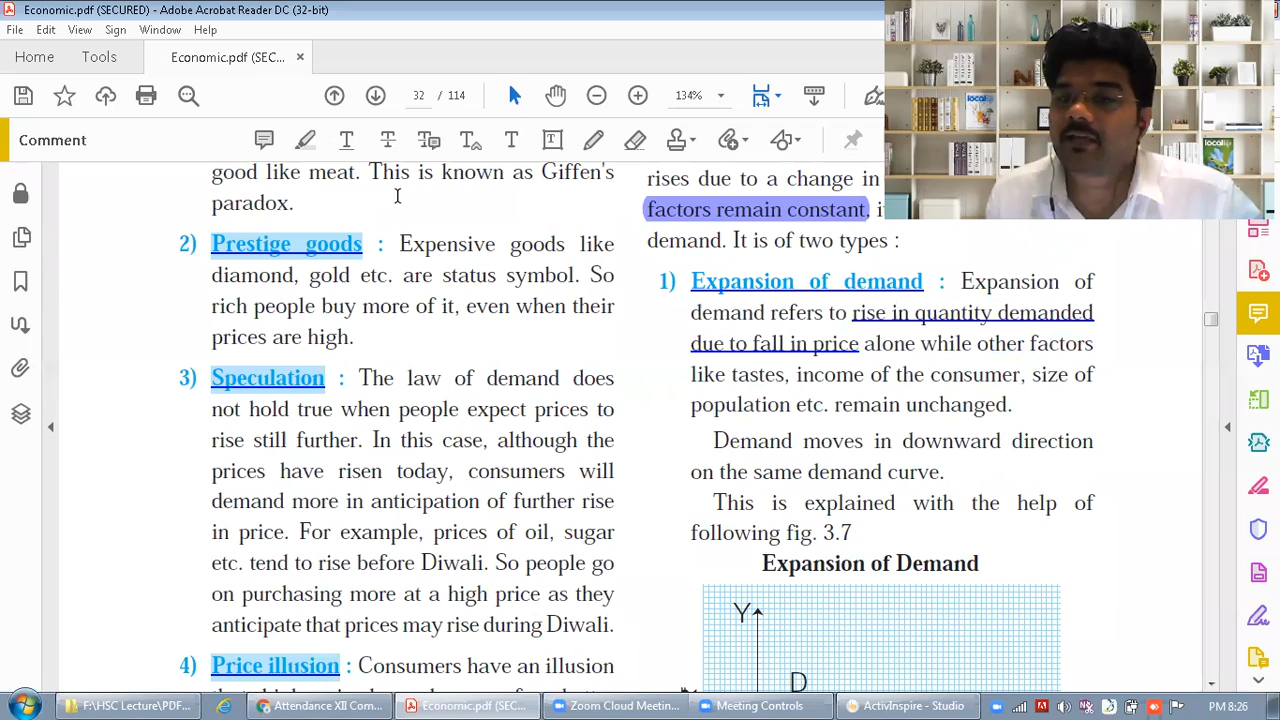 Economic.pdf (SECURED) - Adobe Acrobat Reader DC (32-bit)
File Edit View Sign Window Help
Home Tools Economic.pdf (SEC... ×
32 / 114 134%
Comment
good like meat. This is known as Giffen's
paradox.
2) Prestige goods : Expensive goods like
diamond, gold etc. are status symbol. So
rich people buy more of it, even when their
prices are high.
3) Speculation : The law of demand does
not hold true when people expect prices to
rise still further. In this case, although the
prices have risen today, consumers will
demand more in anticipation of further rise
in price. For example, prices of oil, sugar
etc. tend to rise before Diwali. So people go
on purchasing more at a high price as they
anticipate that prices may rise during Diwali.
4) Price illusion : Consumers have an illusion
rises due to a change in
factors remain constant,
demand. It is of two types :
1) Expansion of demand : Expansion of
demand refers to rise in quantity demanded
due to fall in price alone while other factors
like tastes, income of the consumer, size of
population etc. remain unchanged.
Demand moves in downward direction
on the same demand curve.
This is explained with the help of
following fig. 3.7
Expansion of Demand
Y
D
local
local
F:\HSC Lecture\PDF... Attendance XII Com... Economic.pdf (SEC... Zoom Cloud Meetin... Meeting Controls ActivInspire - Studio PM 8:26